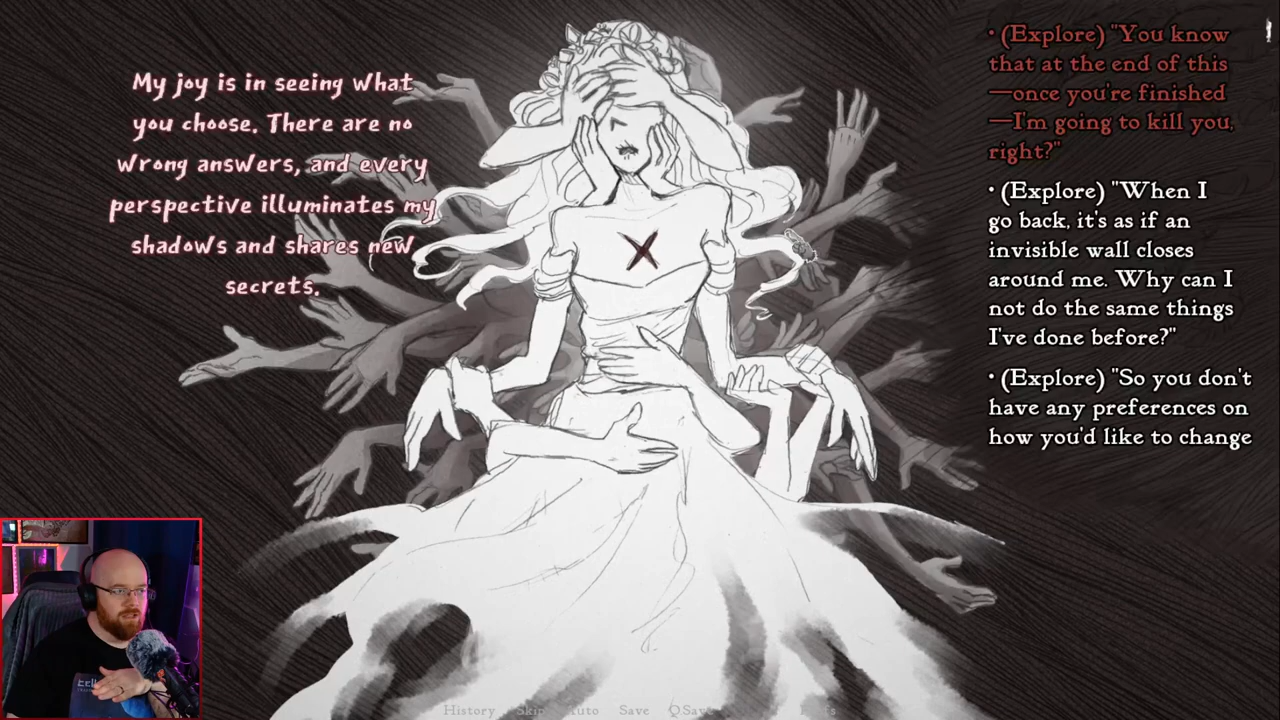 My joy is in seeing what
you choose. There are no
wrong answers, and every
perspective illuminates my
shadows and shares new
secrets.
• (Explore) "You know
that at the end of this
—once you're finished
—I'm going to kill you,
right?"
• (Explore) "When I
go back, it's as if an
invisible wall closes
around me. Why can I
not do the same things
I've done before?"
• (Explore) "So you don't
have any preferences on
how you'd like to change
History Skip Auto Save